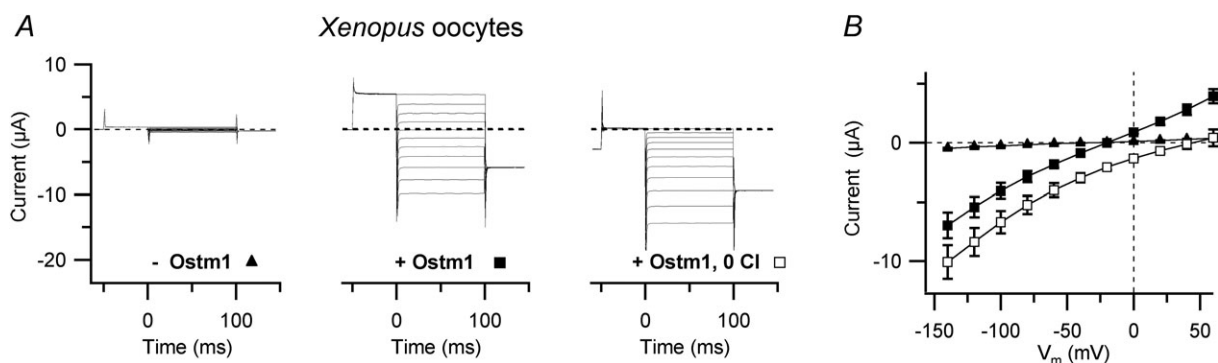 A
Xenopus oocytes
B
Current (µA)
10
0
-10
-20
- Ostm1 ▲
+ Ostm1 ■
+ Ostm1, 0 Cl □
0 100
0 100
0 100
Time (ms)
Time (ms)
Time (ms)
Current (µA)
0
-10
-150 -100 -50 0 50
Vm (mV)